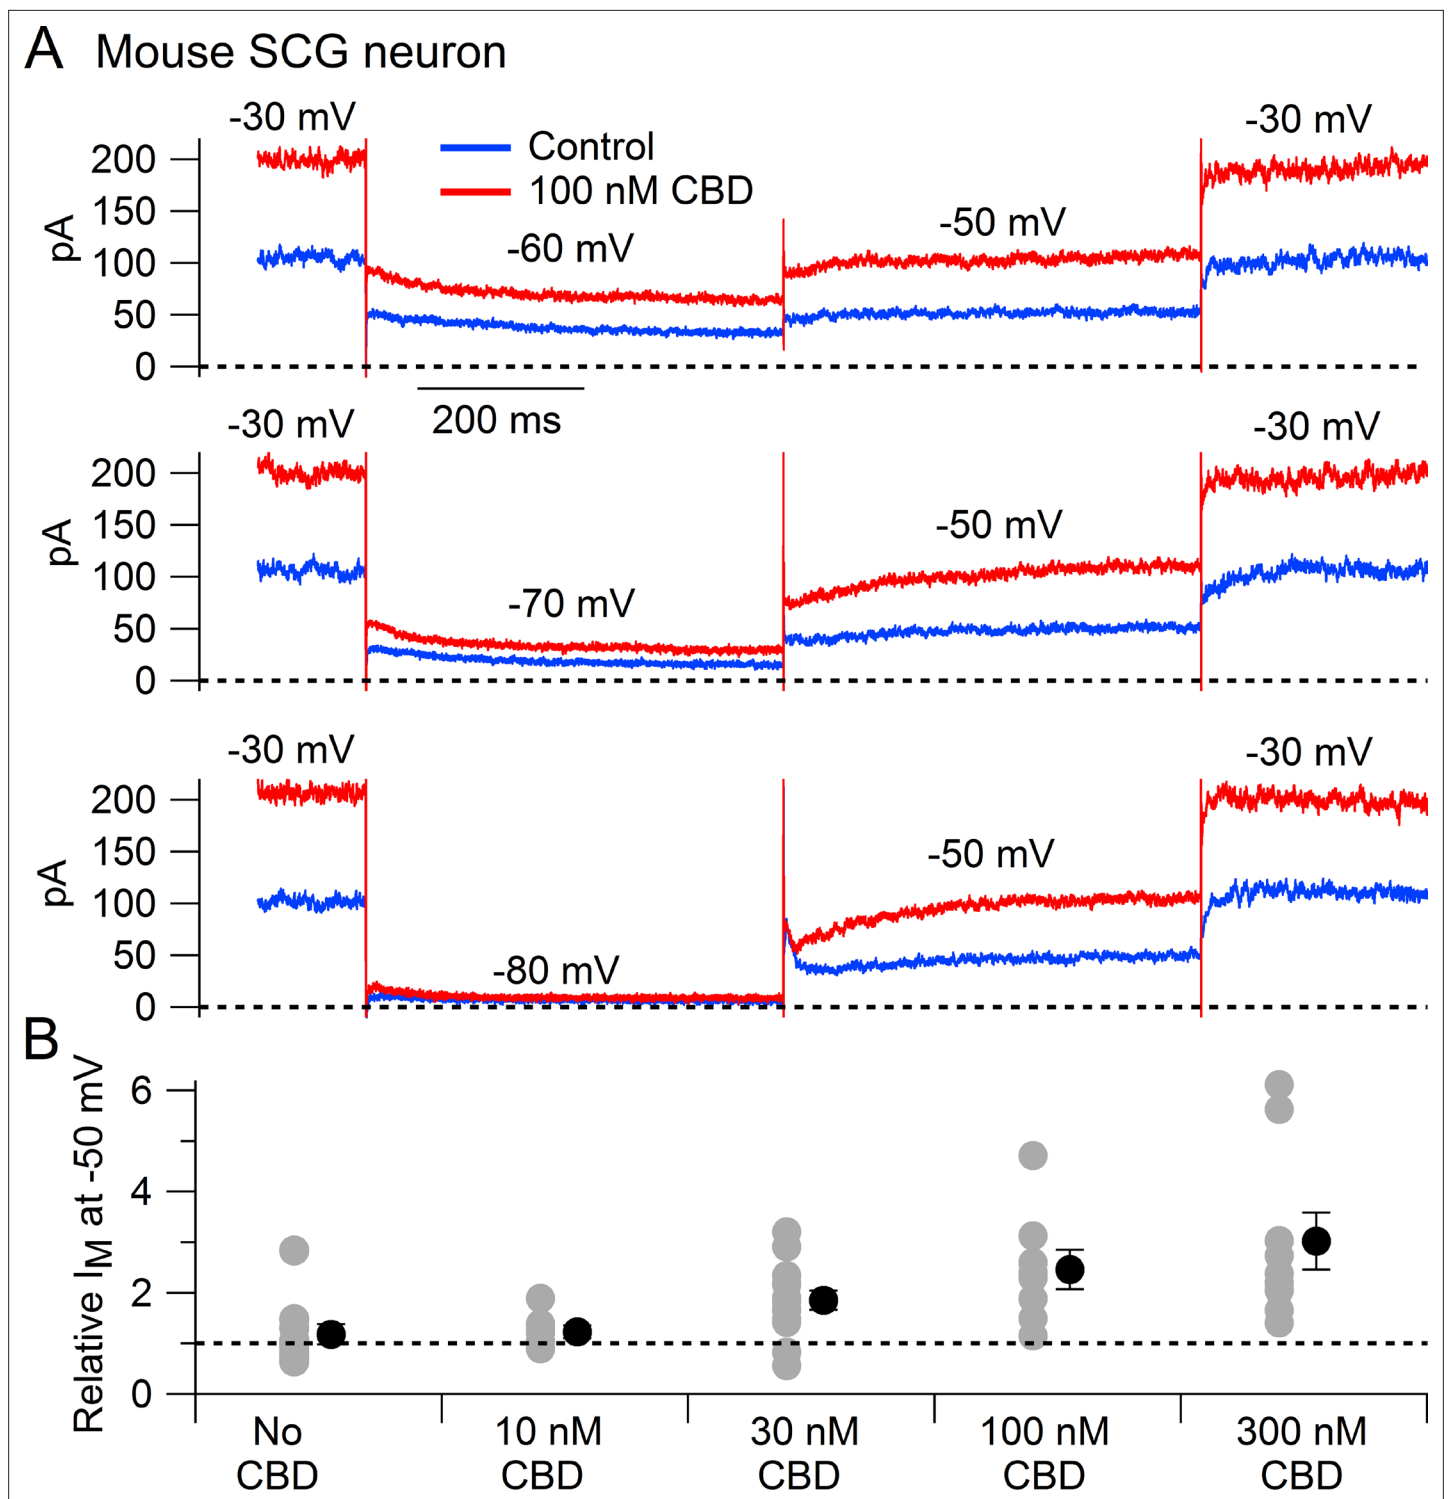 A Mouse SCG neuron
-30 mV
-30 mV
Control
100 nM CBD
-60 mV
-50 mV
pA
200
150
100
50
0
200 ms
-30 mV
-30 mV
-70 mV
-50 mV
pA
200
150
100
50
0
-30 mV
-30 mV
-80 mV
-50 mV
pA
200
150
100
50
0
B
Relative IM at -50 mV
6
4
2
0
No
CBD
10 nM
CBD
30 nM
CBD
100 nM
CBD
300 nM
CBD